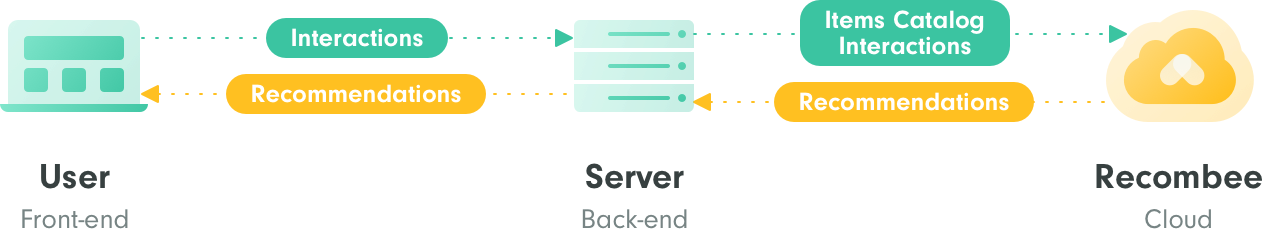 Interactions
Items Catalog
Interactions
Recommendations
Recommendations
User
Server
Recombee
Front-end
Back-end
Cloud